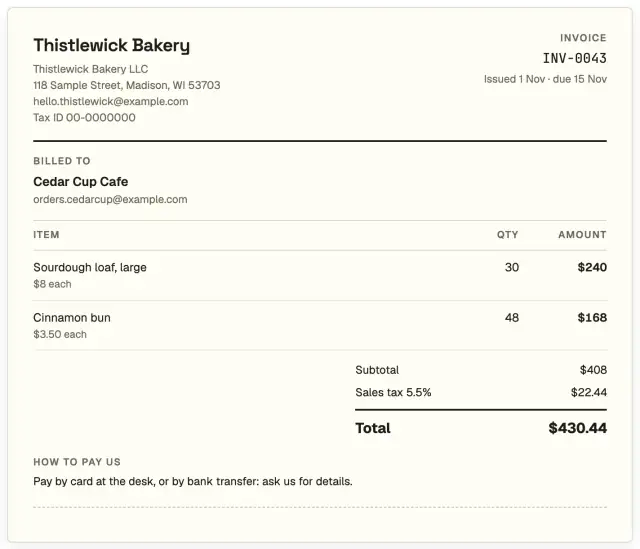 Thistlewick Bakery
Thistlewick Bakery LLC
118 Sample Street, Madison, WI 53703
hello.thistlewick@example.com
Tax ID 00-0000000
INVOICE
INV-0043
Issued 1 Nov · due 15 Nov
BILLED TO
Cedar Cup Cafe
orders.cedarcup@example.com
ITEM QTY AMOUNT
Sourdough loaf, large 30 $240
$8 each
Cinnamon bun 48 $168
$3.50 each
Subtotal $408
Sales tax 5.5% $22.44
Total $430.44
HOW TO PAY US
Pay by card at the desk, or by bank transfer: ask us for details.